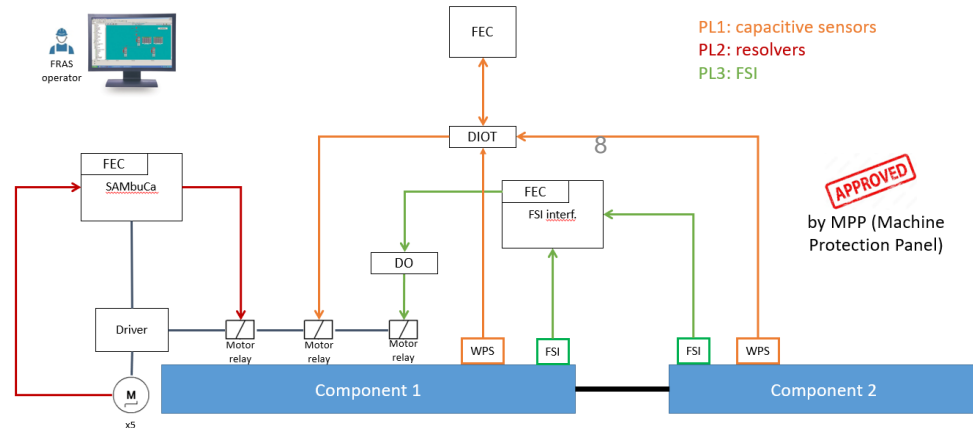 FEC
PL1: capacitive sensors
PL2: resolvers
PL3: FSI
FRAS
operator
DIOT
8
FEC
SAMbuCa
FEC
FSI interf.
APPROVED
by MPP (Machine
Protection Panel)
DO
Driver
Motor
relay
Motor
relay
Motor
relay
WPS
FSI
FSI
WPS
M
x5
Component 1
Component 2